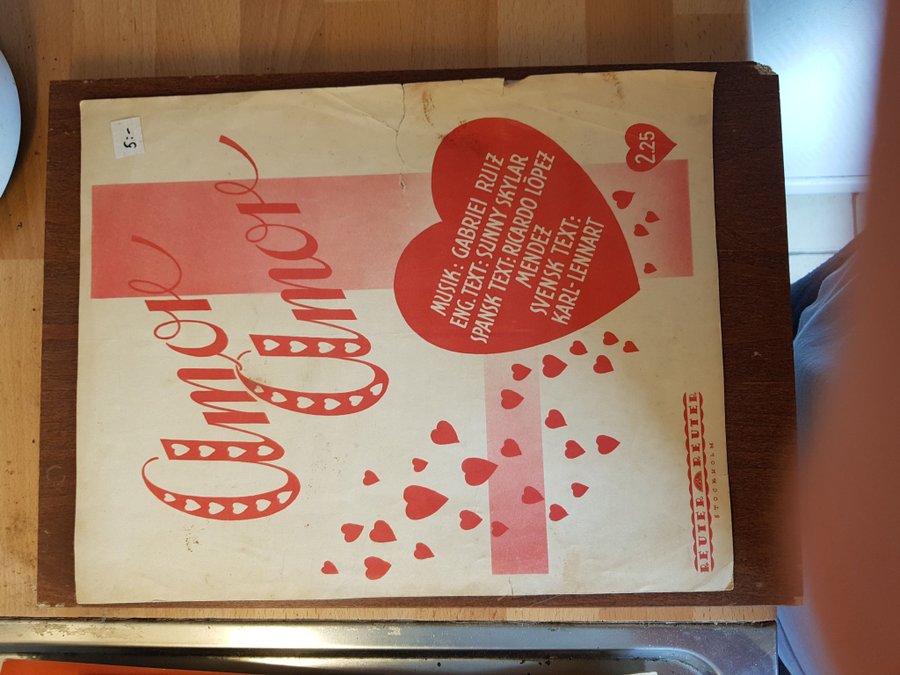 5:-
Amor
Amor
MUSIK: GABRIEL RUIZ
ENG. TEXT: SUNNY SKYLAR
SPANSK TEXT: RICARDO LÓPEZ
MENDEZ
SVENSK TEXT:
KARL-LENNART
2.25
REUTER & REUTER
STOCKHOLM